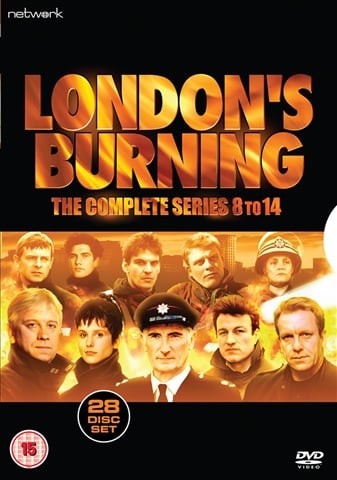 network
LONDON'S
BURNING
THE COMPLETE SERIES 8 TO 14
28
DISC
SET
15
DVD
VIDEO